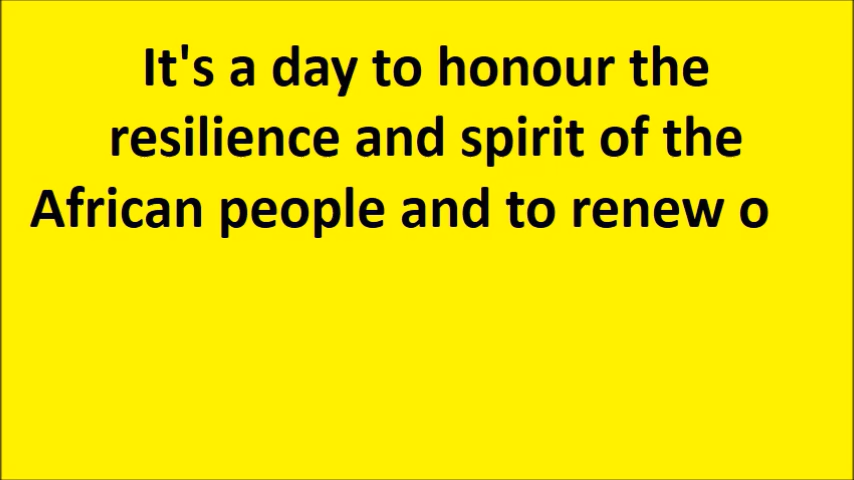 It's a day to honour the
resilience and spirit of the
African people and to renew o